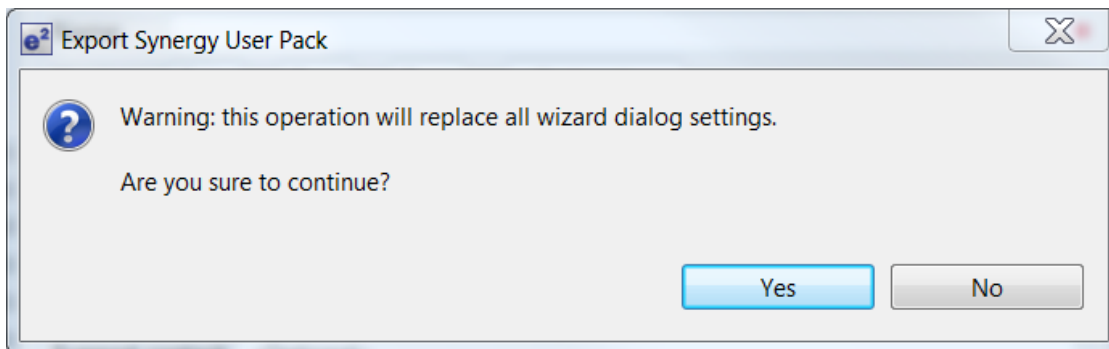 e² Export Synergy User Pack
Warning: this operation will replace all wizard dialog settings.
Are you sure to continue?
Yes No